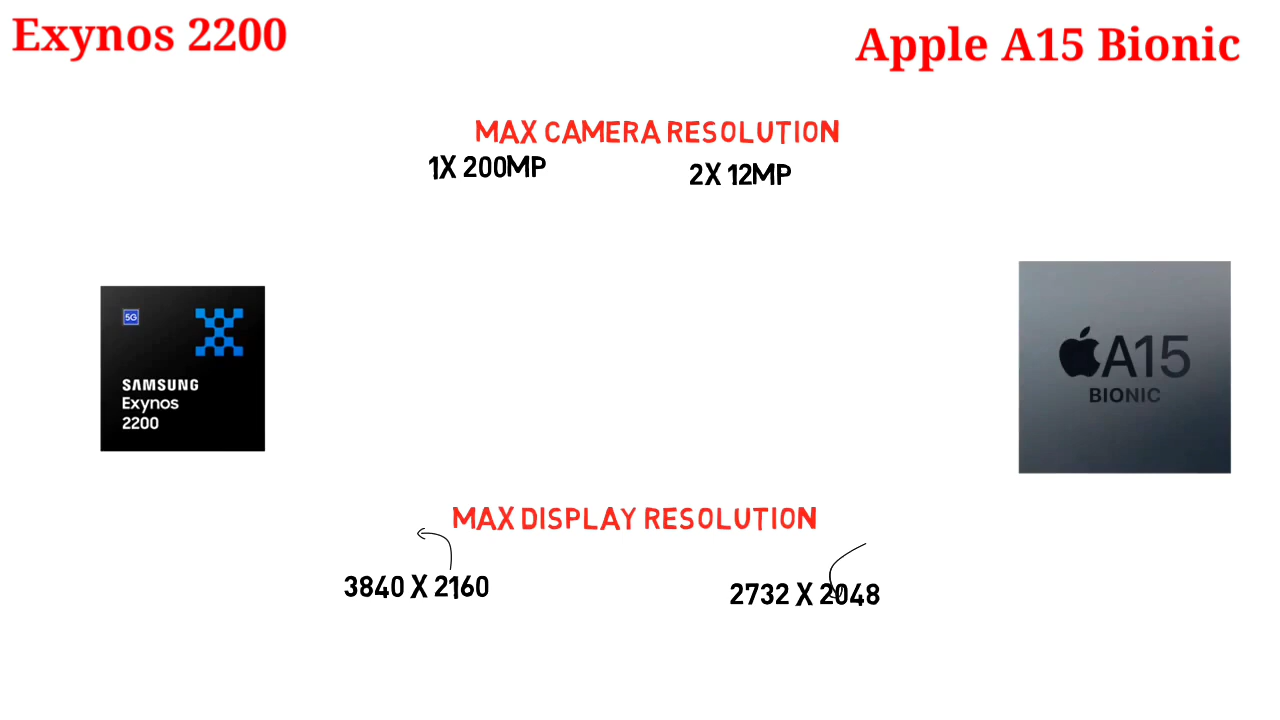 Exynos 2200
Apple A15 Bionic
MAX CAMERA RESOLUTION
1X 200MP
2X 12MP
5G
SAMSUNG
Exynos
2200
A15
BIONIC
MAX DISPLAY RESOLUTION
3840 X 2160
2732 X 2048